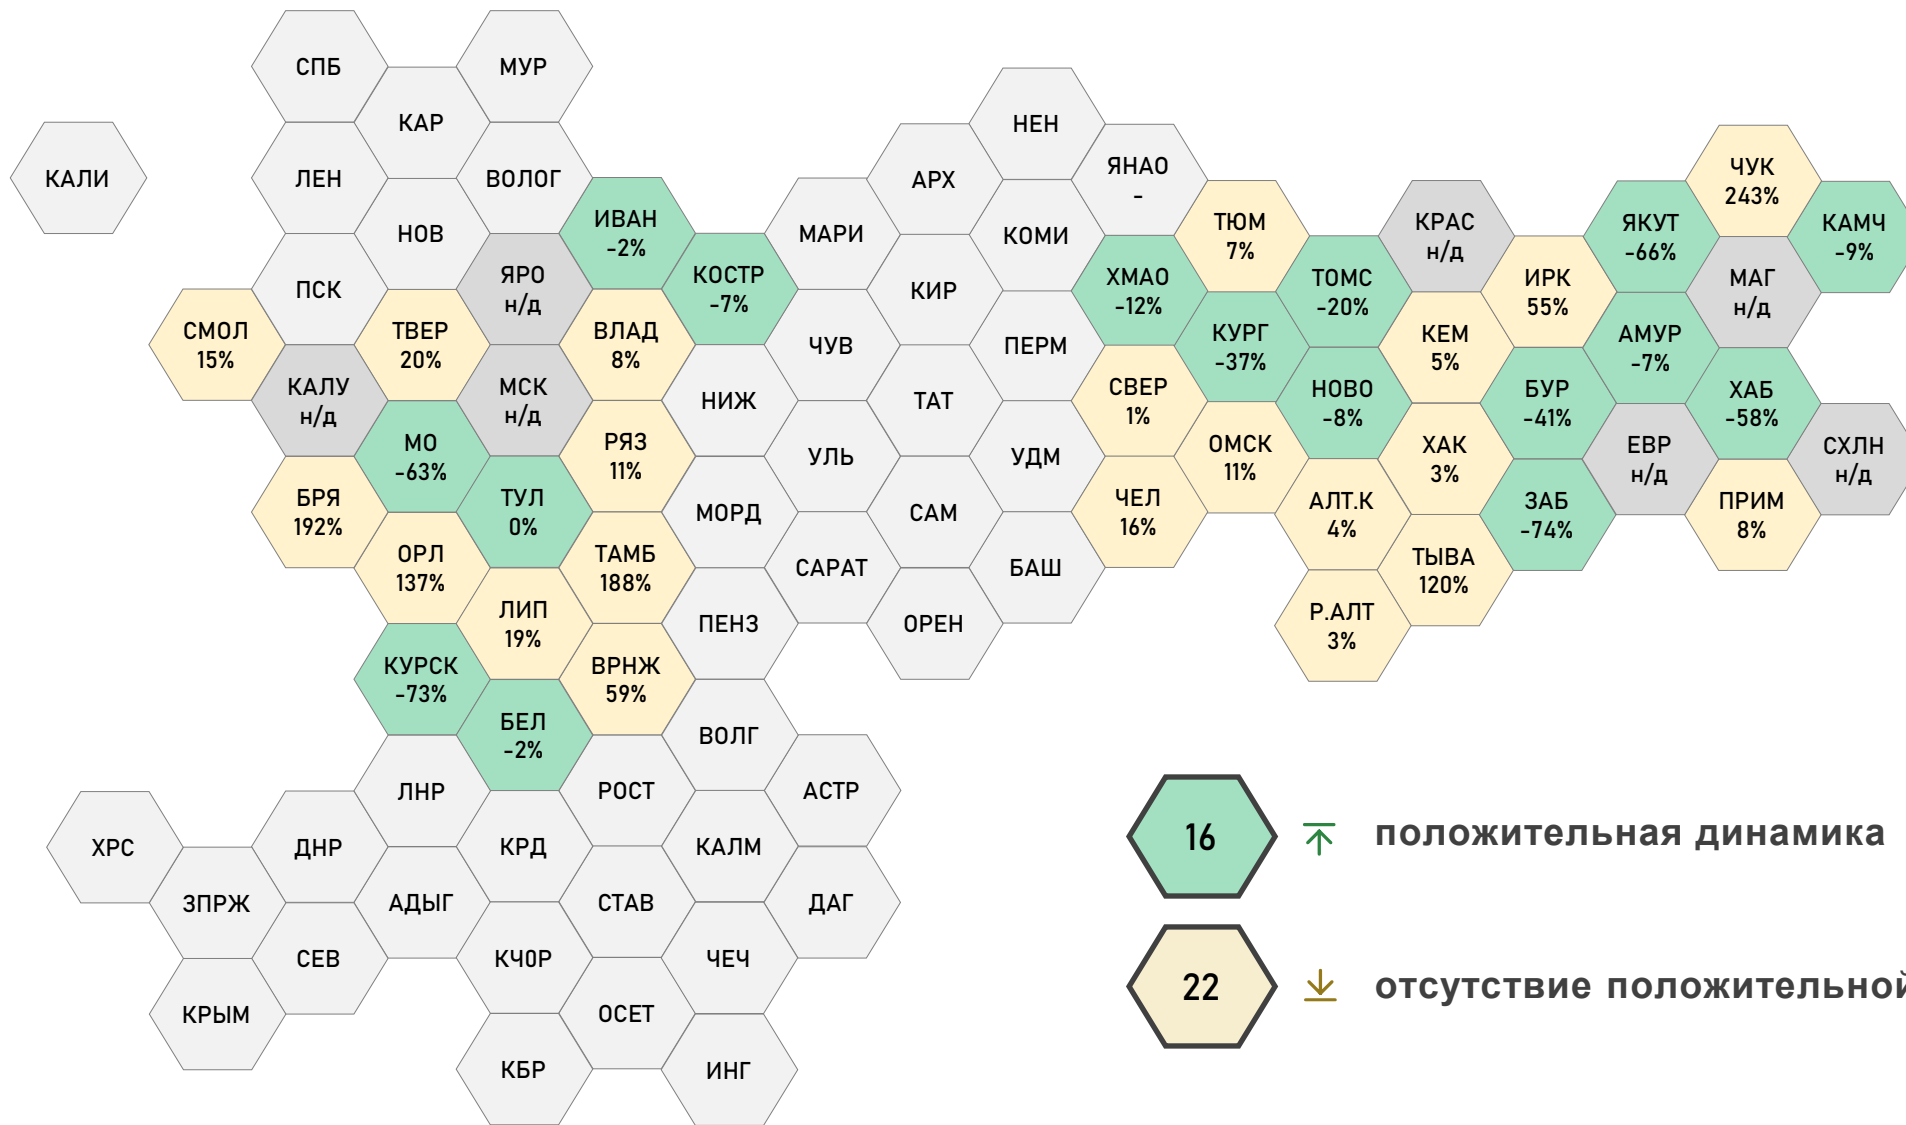 СПБ
МУР
КАР
НЕН
КАЛИ
ЛЕН
ВОЛОГ
АРХ
ЯНАО
-
ЧУК
243%
ИВАН
-2%
НОВ
МАРИ
КОМИ
ТЮМ
7%
КРАС
н/д
ЯКУТ
-66%
КАМЧ
-9%
ПСК
ЯРО
н/д
КОСТР
-7%
КИР
ХМАО
-12%
ТОМС
-20%
ИРК
55%
МАГ
н/д
СМОЛ
15%
ТВЕР
20%
ВЛАД
8%
ЧУВ
ПЕРМ
КУРГ
-37%
КЕМ
5%
АМУР
-7%
КАЛУ
н/д
МСК
н/д
НИЖ
ТАТ
СВЕР
1%
НОВО
-8%
БУР
-41%
ХАБ
-58%
МО
-63%
РЯЗ
11%
УЛЬ
УДМ
ОМСК
11%
ХАК
3%
ЕВР
н/д
СХЛН
н/д
БРЯ
192%
ТУЛ
0%
МОРД
САМ
ЧЕЛ
16%
АЛТ.К
4%
ЗАБ
-74%
ПРИМ
8%
ОРЛ
137%
ТАМБ
188%
САРАТ
БАШ
ТЫВА
120%
ЛИП
19%
ПЕНЗ
ОРЕН
Р.АЛТ
3%
КУРСК
-73%
ВРНЖ
59%
БЕЛ
-2%
ВОЛГ
ЛНР
РОСТ
АСТР
ХРС
ДНР
КРД
КАЛМ
16
положительная динамика
ЗПРЖ
АДЫГ
СТАВ
ДАГ
СЕВ
КЧ0Р
ЧЕЧ
22
отсутствие положительной
КРЫМ
ОСЕТ
КБР
ИНГ